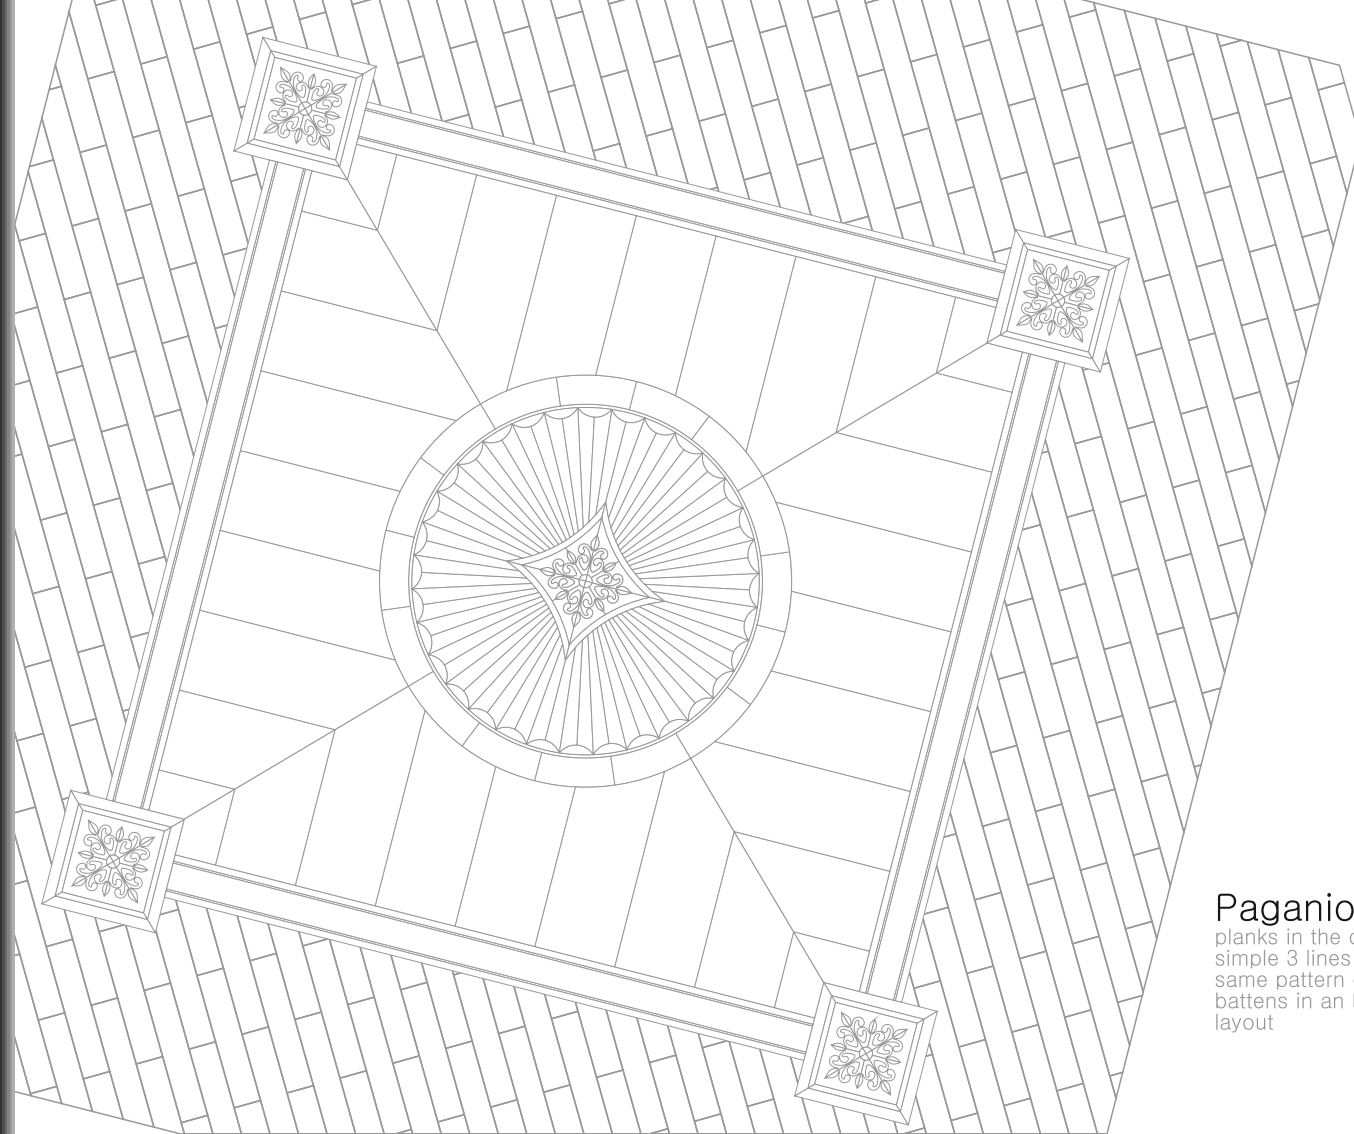 Paganio
planks in the
simple 3 lines
same pattern
battens in an
layout